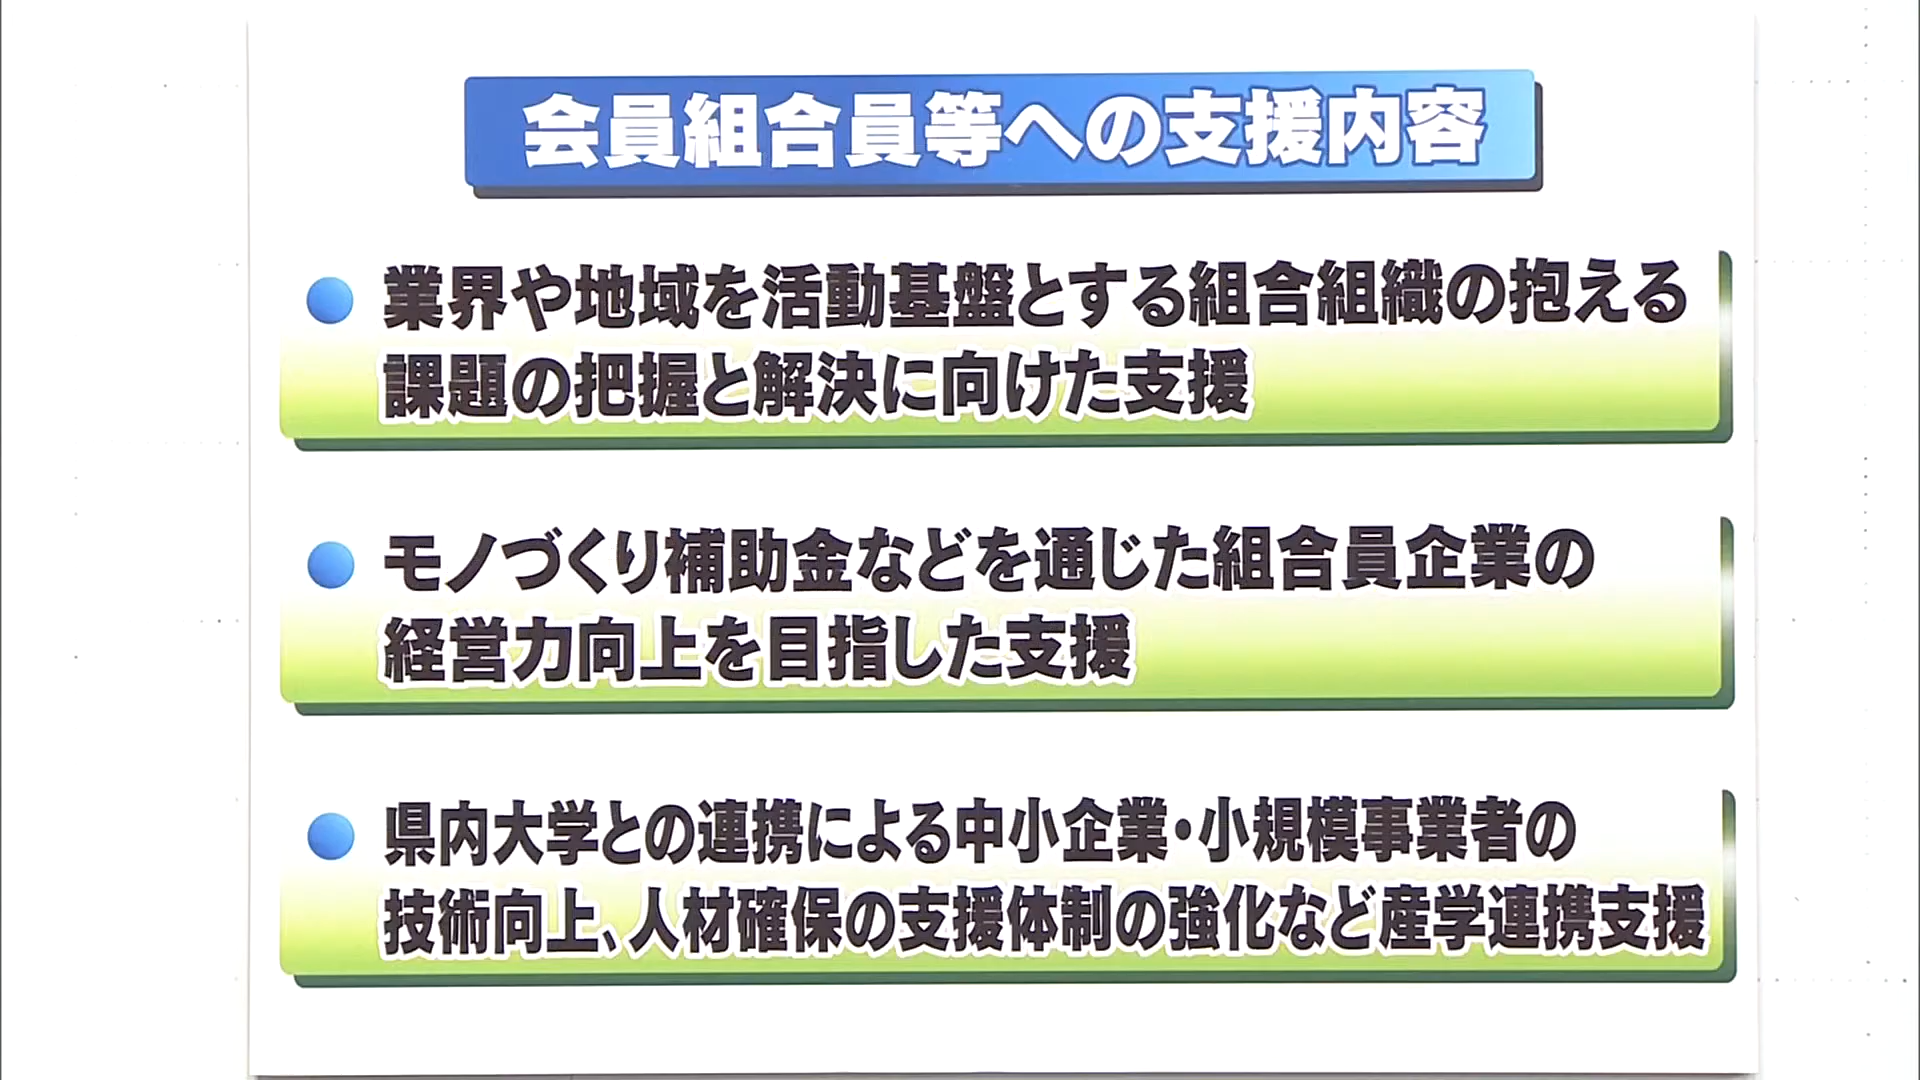 会員組合員等への支援内容
業界や地域を活動基盤とする組合組織の抱える
課題の把握と解決に向けた支援
モノづくり補助金などを通じた組合員企業の
経営力向上を目指した支援
県内大学との連携による中小企業・小規模事業者の
技術向上、人材確保の支援体制の強化など産学連携支援